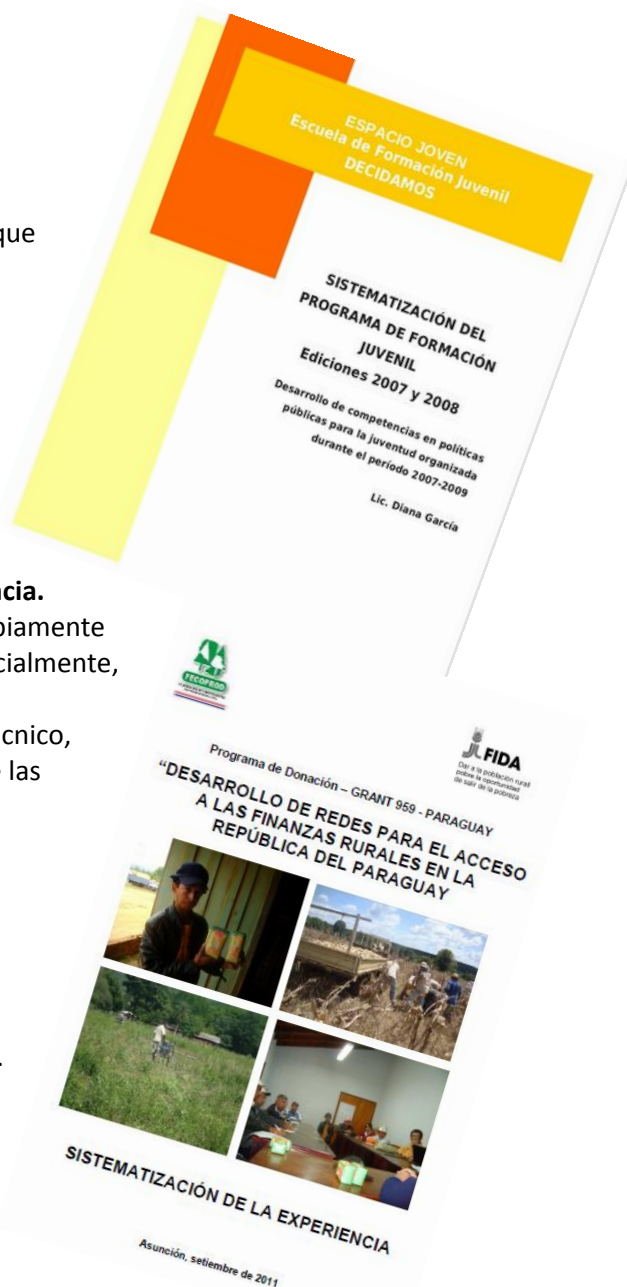 ESPACIO JOVEN
Escuela de Formación Juvenil
DECIDAMOS
que
SISTEMATIZACIÓN DEL
PROGRAMA DE FORMACIÓN
JUVENIL
Ediciones 2007 y 2008
Desarrollo de competencias en políticas
públicas para la juventud organizada
durante el período 2007-2009
Lic. Diana García
cia.
piamente
cialmente,
cnico,
las
FECOPROD
FIDA
Dar a la población rural
pobre la oportunidad
de salir de la pobreza
Programa de Donación – GRANT 959 - PARAGUAY
“DESARROLLO DE REDES PARA EL ACCESO
A LAS FINANZAS RURALES EN LA
REPÚBLICA DEL PARAGUAY
.
SISTEMATIZACIÓN DE LA EXPERIENCIA
Asunción, setiembre de 2011